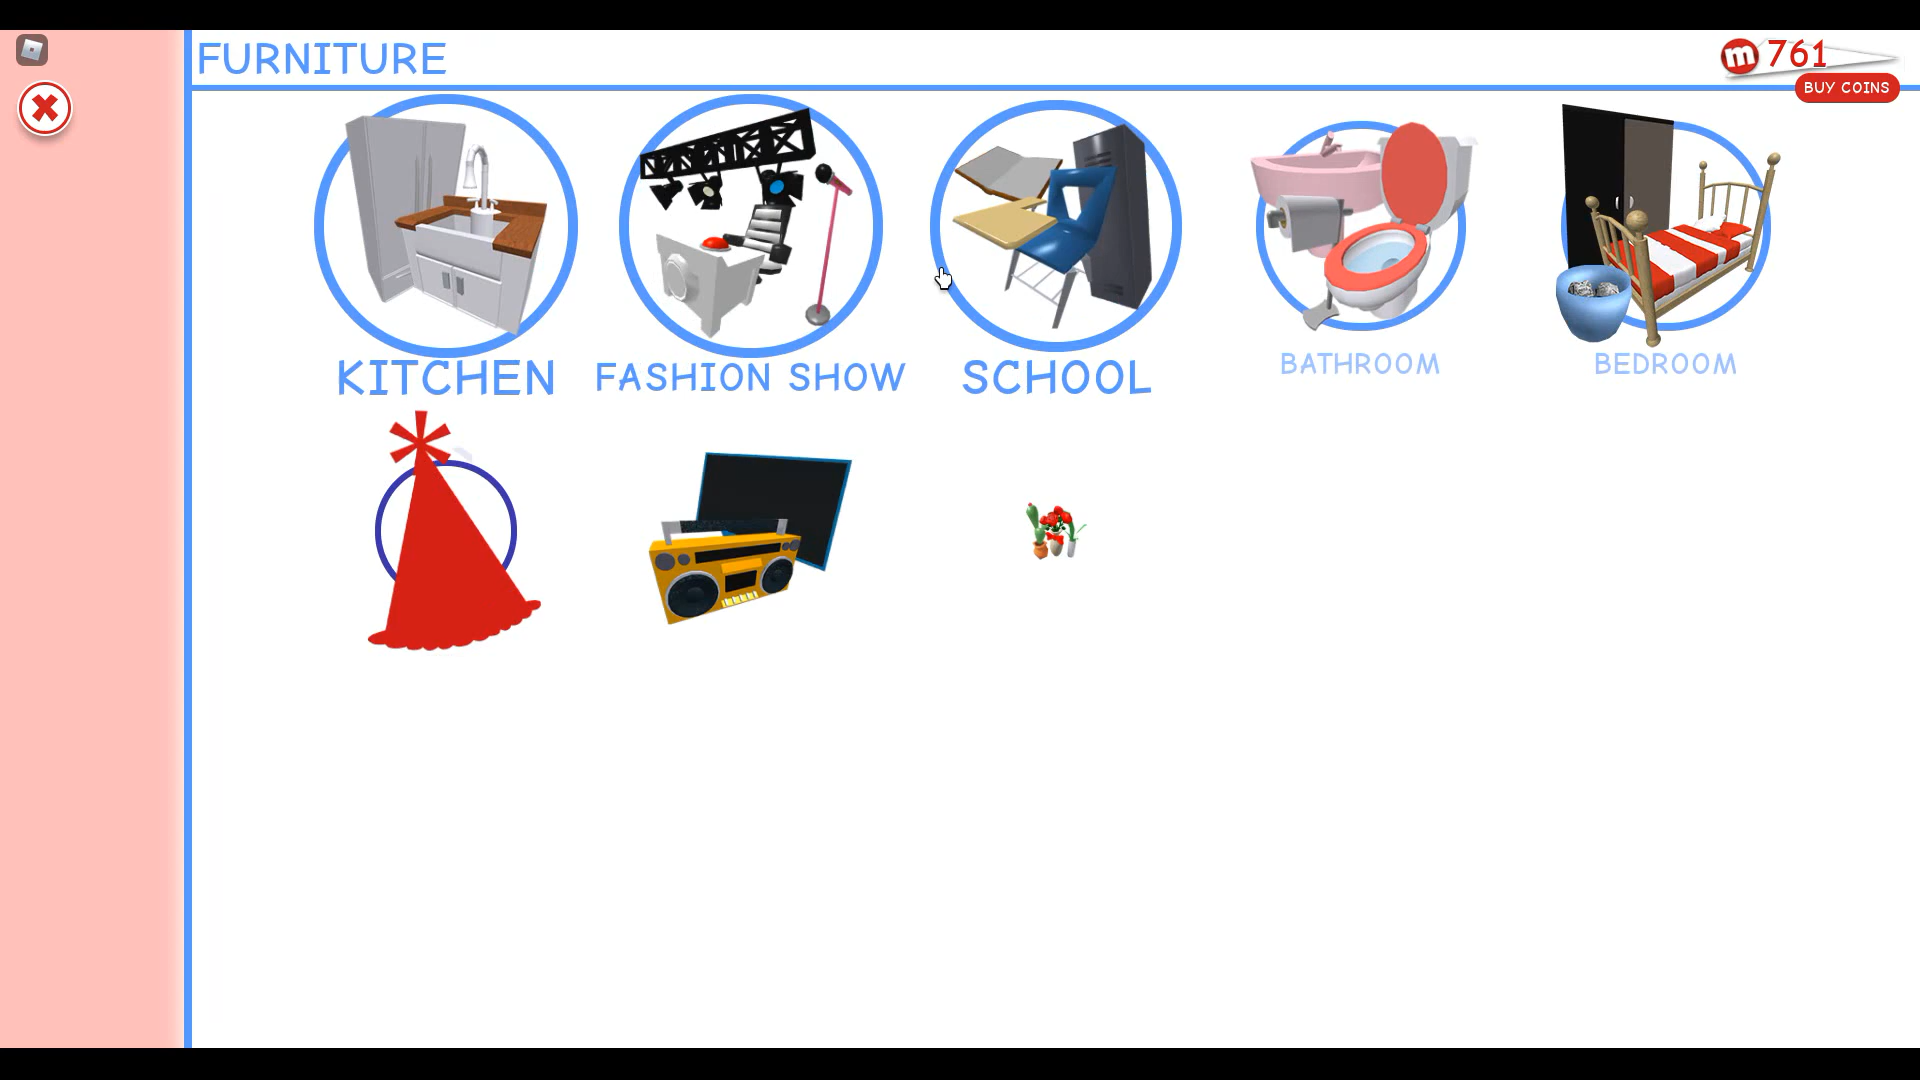 FURNITURE
m 761
BUY COINS
KITCHEN
FASHION SHOW
SCHOOL
BATHROOM
BEDROOM